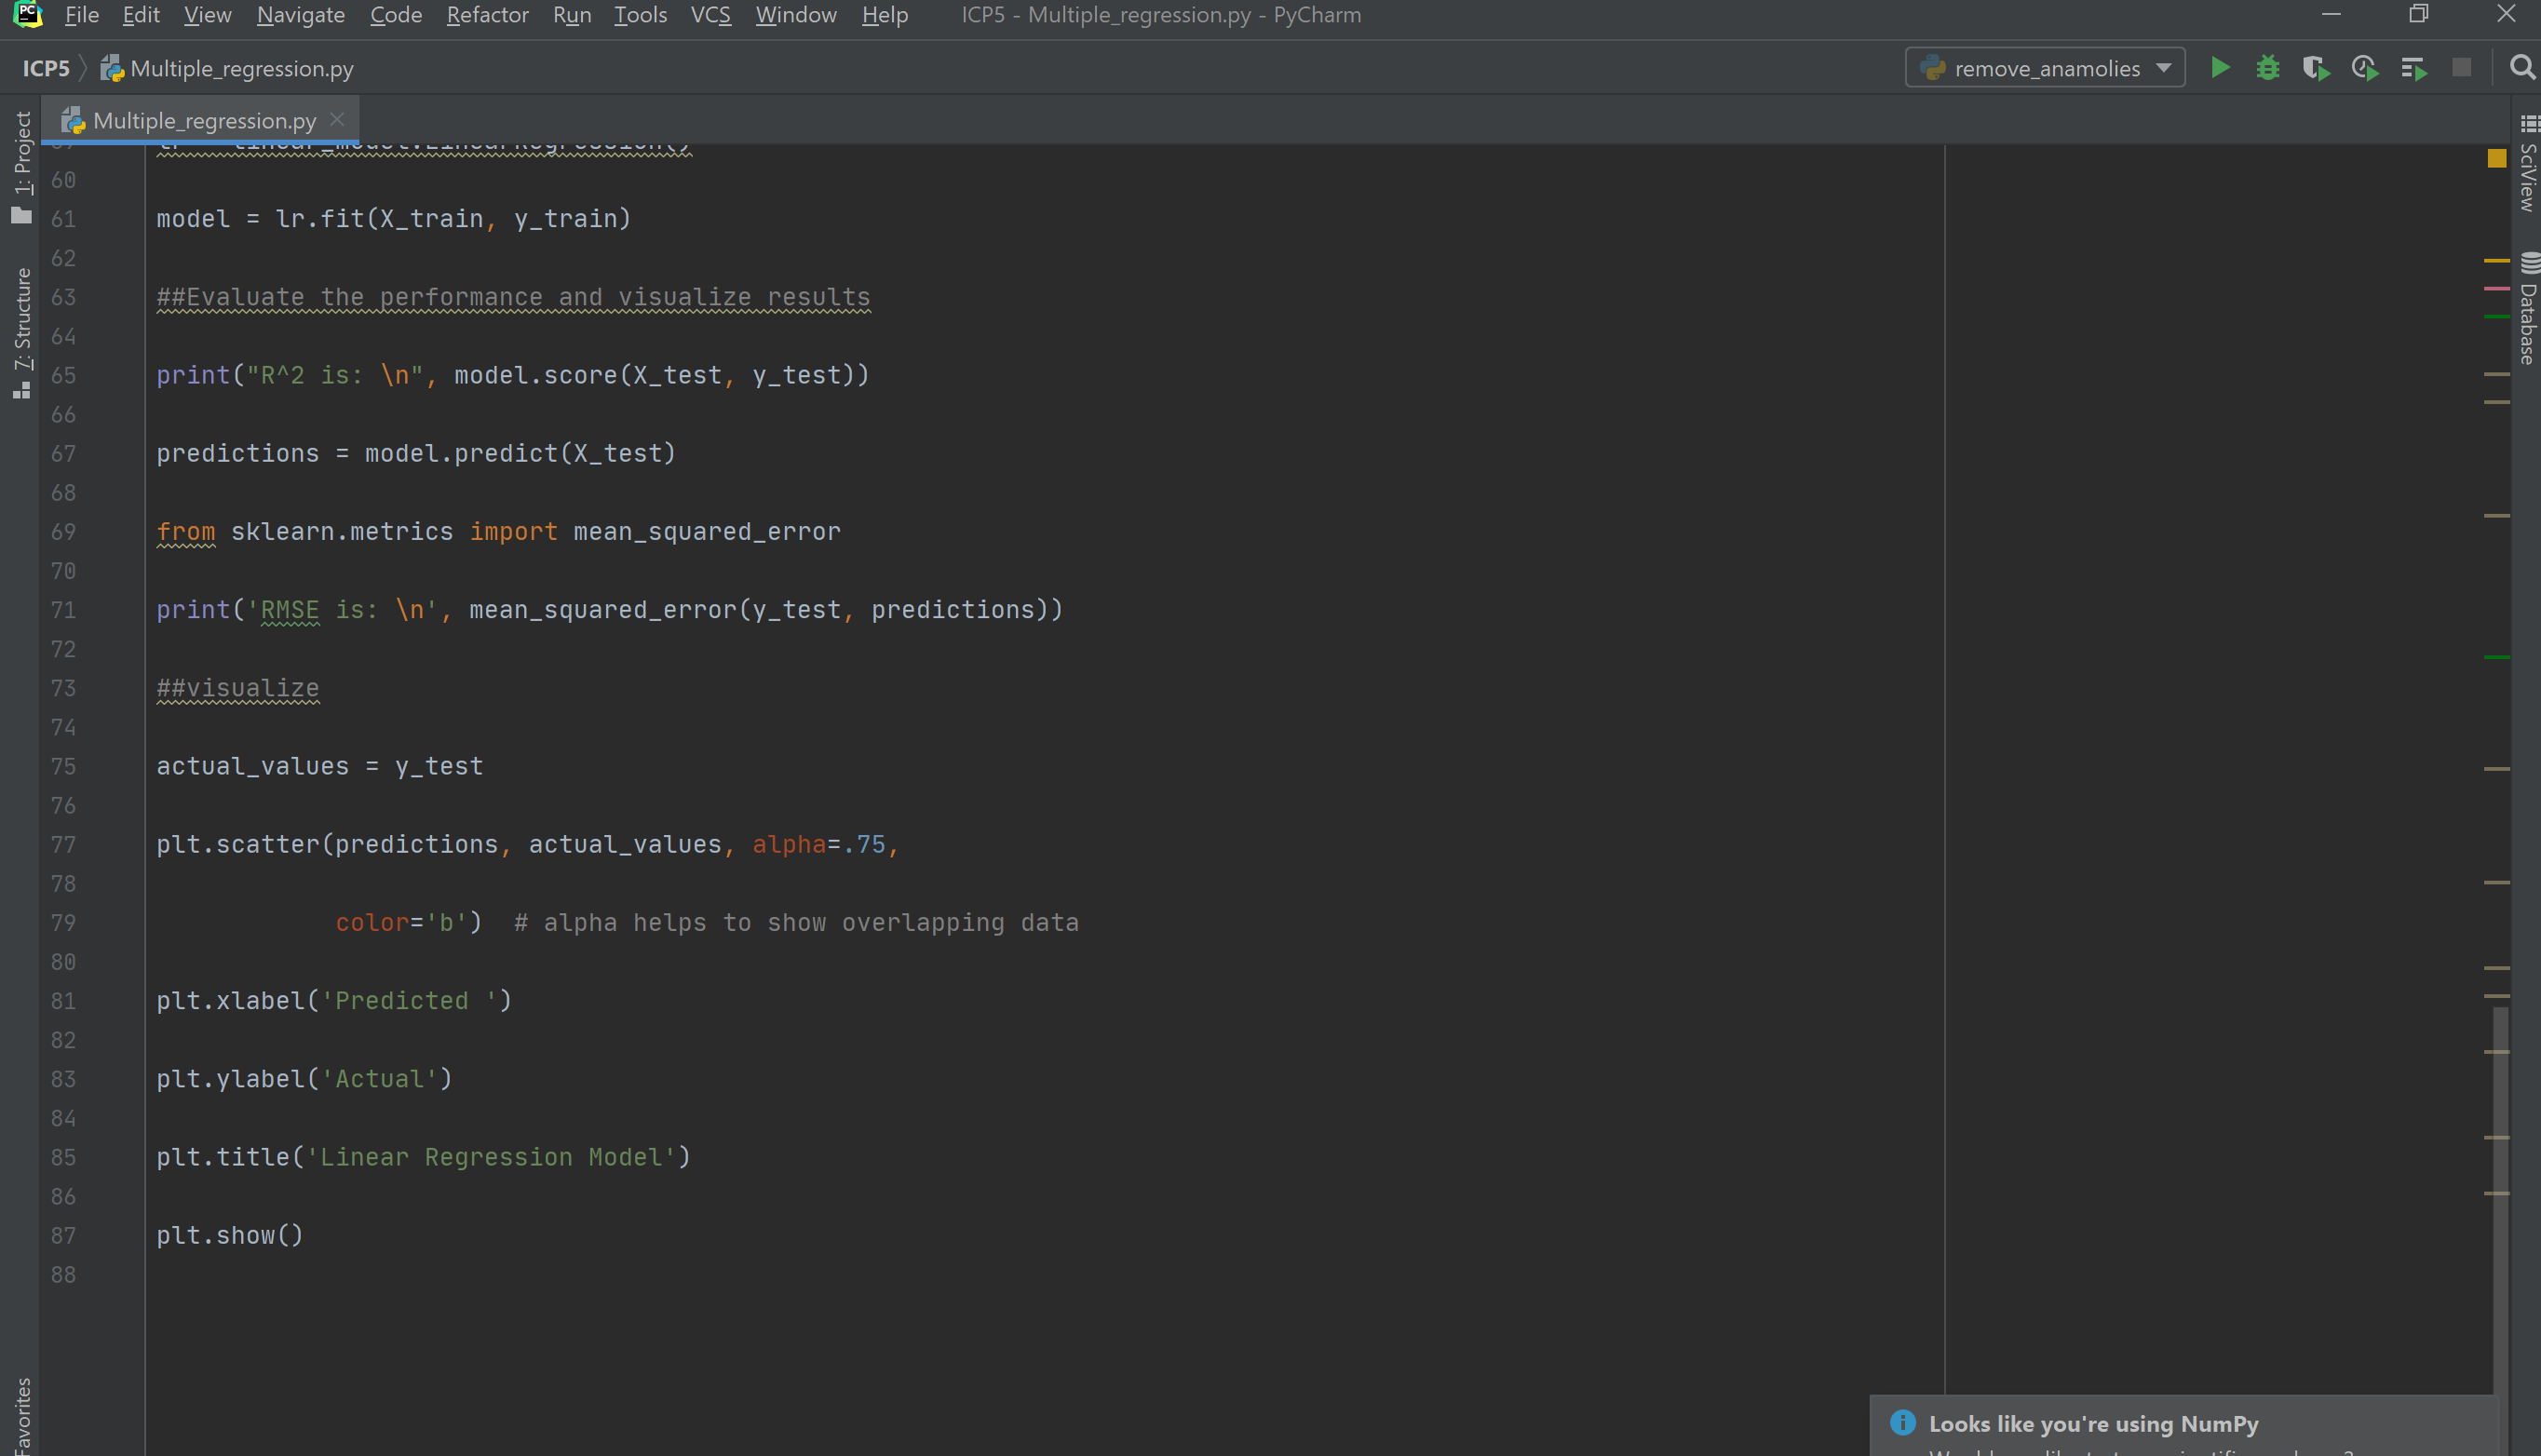 PC File Edit View Navigate Code Refactor Run Tools VCS Window Help ICP5 - Multiple_regression.py - PyCharm
ICP5 Multiple_regression.py remove_anamolies
Multiple_regression.py
1: Project
7: Structure
Favorites
60
61 model = lr.fit(X_train, y_train)
62
63 ##Evaluate the performance and visualize results
64
65 print("R^2 is: \n", model.score(X_test, y_test))
66
67 predictions = model.predict(X_test)
68
69 from sklearn.metrics import mean_squared_error
70
71 print('RMSE is: \n', mean_squared_error(y_test, predictions))
72
73 ##visualize
74
75 actual_values = y_test
76
77 plt.scatter(predictions, actual_values, alpha=.75,
78
79             color='b')  # alpha helps to show overlapping data
80
81 plt.xlabel('Predicted ')
82
83 plt.ylabel('Actual')
84
85 plt.title('Linear Regression Model')
86
87 plt.show()
88
SciView
Database
Looks like you're using NumPy